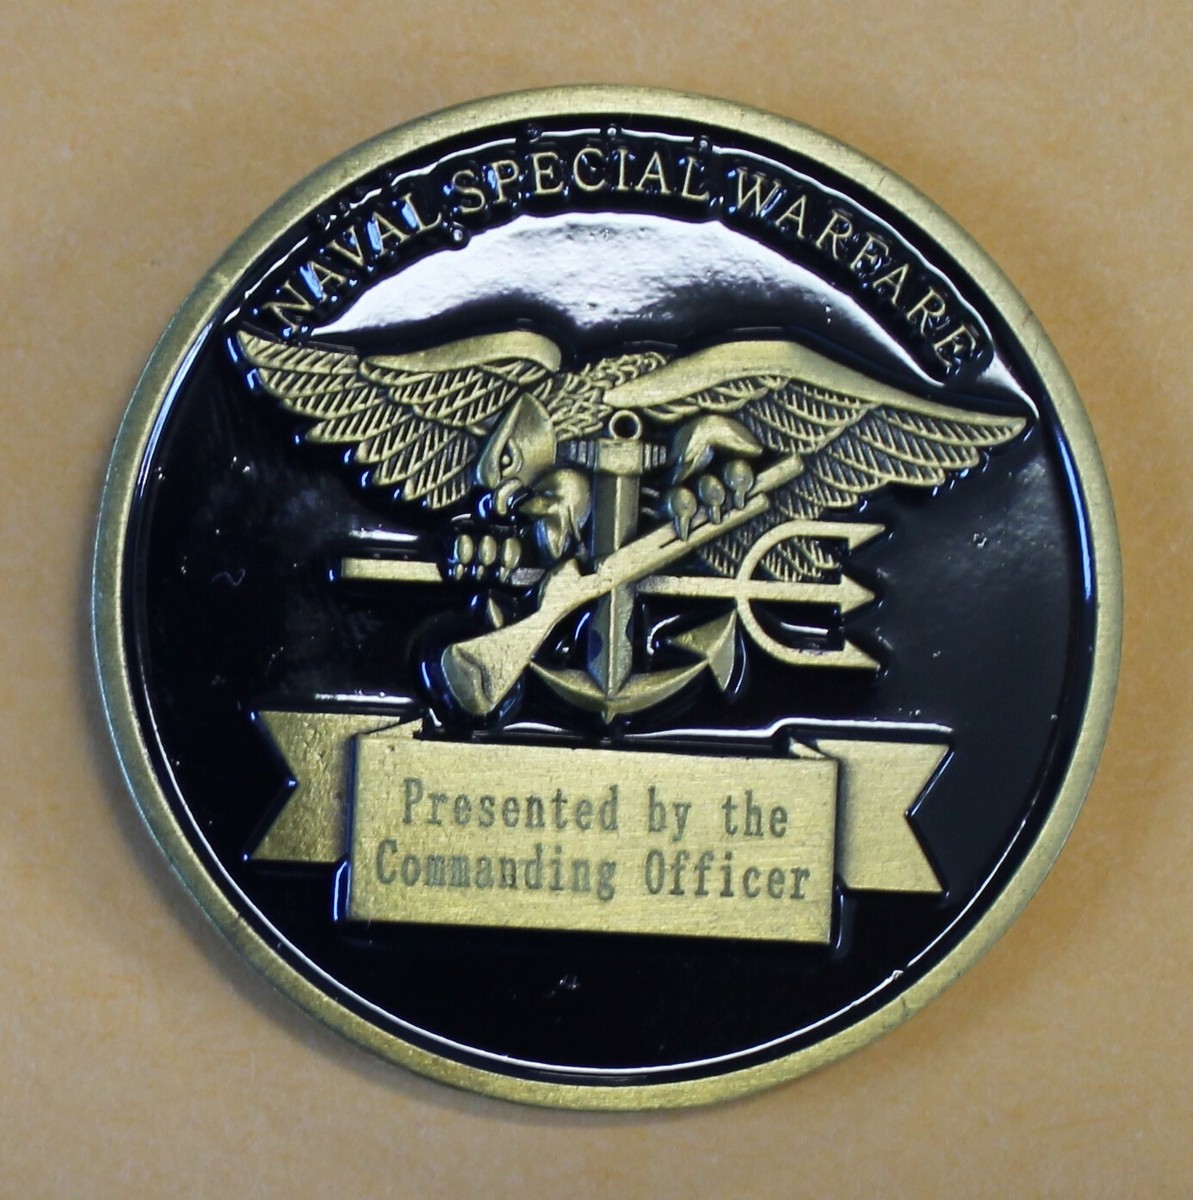 NAVAL SPECIAL WARFARE
Presented by the
Commanding Officer